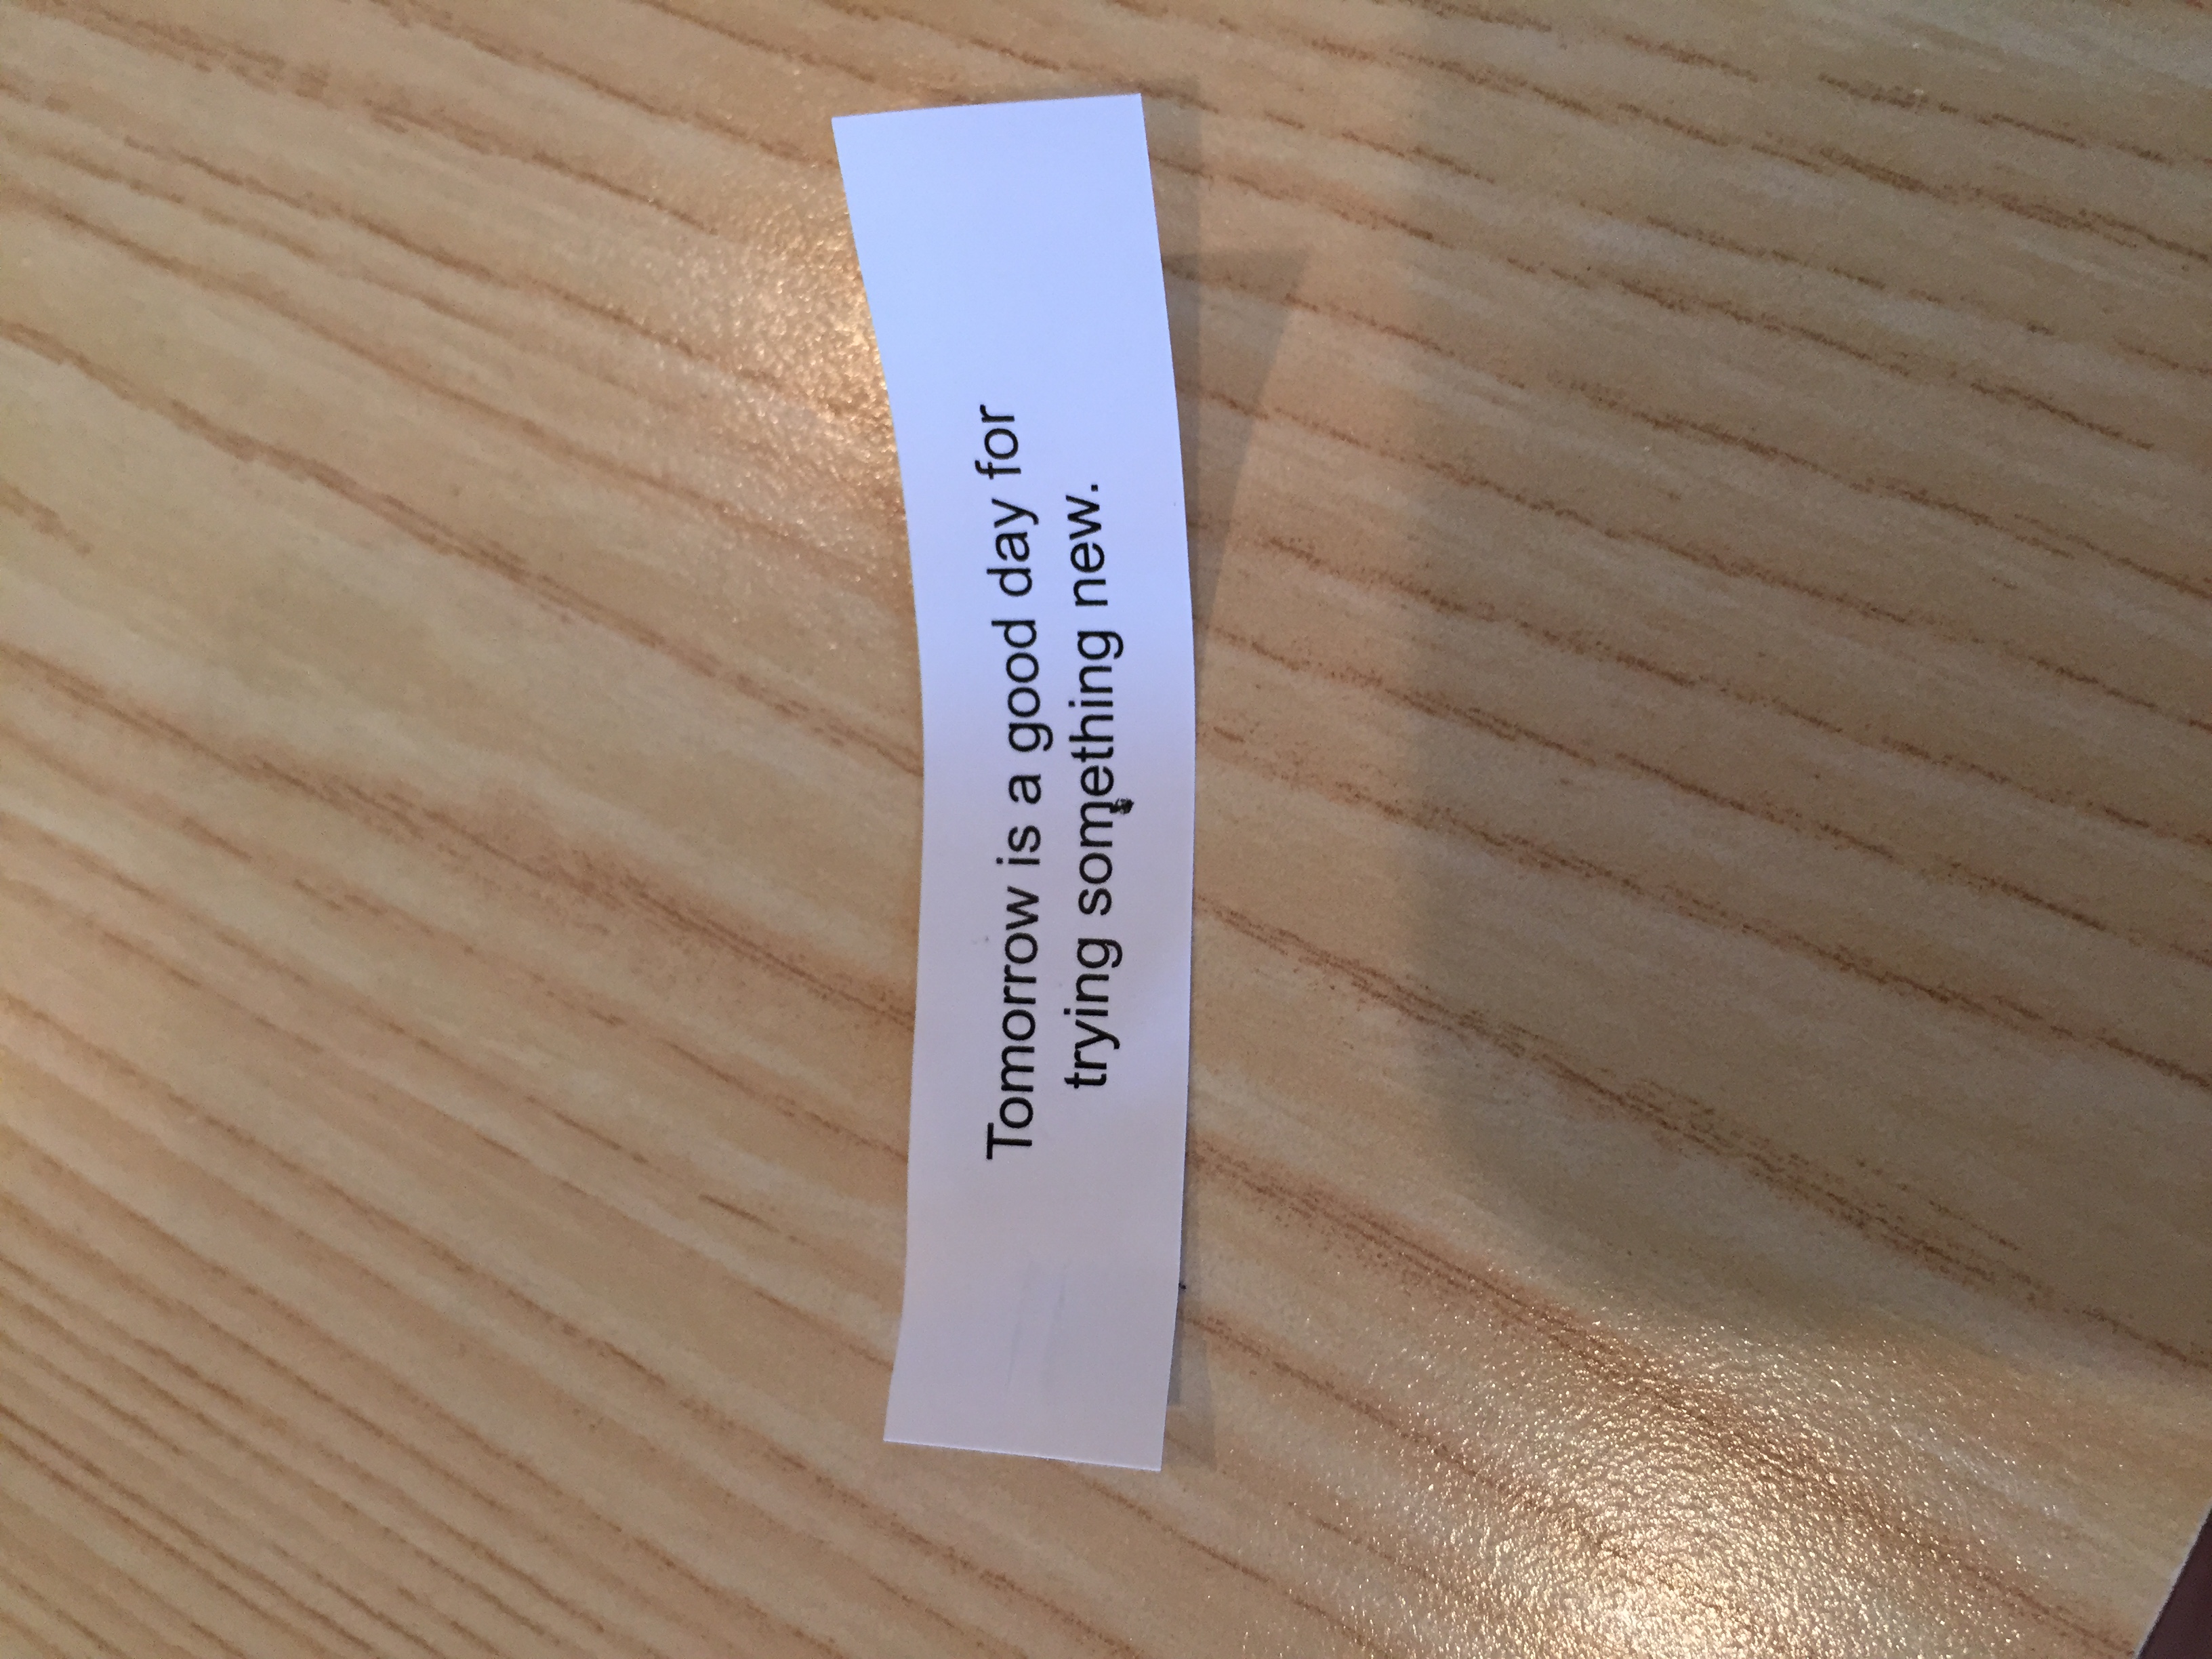 Tomorrow is a good day for
trying something new.